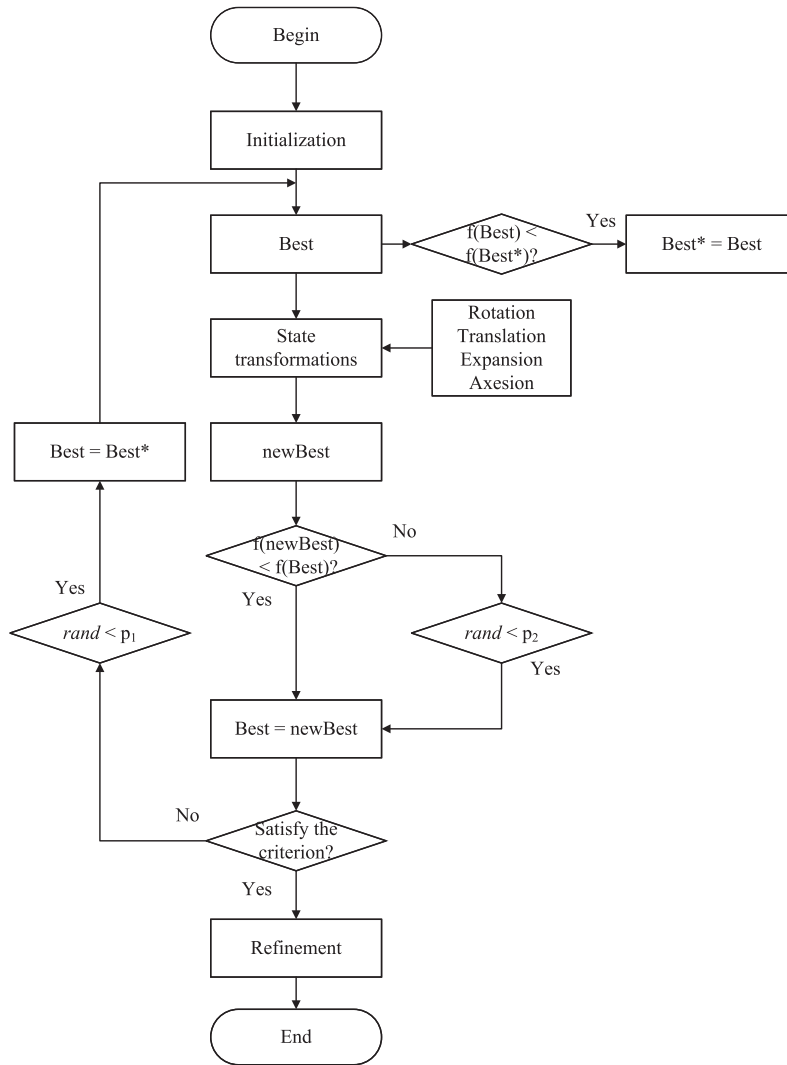 Begin
Initialization
Best
f(Best) <
f(Best*)?
Yes
Best* = Best
State
transformations
Rotation
Translation
Expansion
Axesion
Best = Best*
newBest
f(newBest)
< f(Best)?
No
Yes
Yes
rand < p₁
rand < p₂
Yes
Best = newBest
No
Satisfy the
criterion?
Yes
Refinement
End